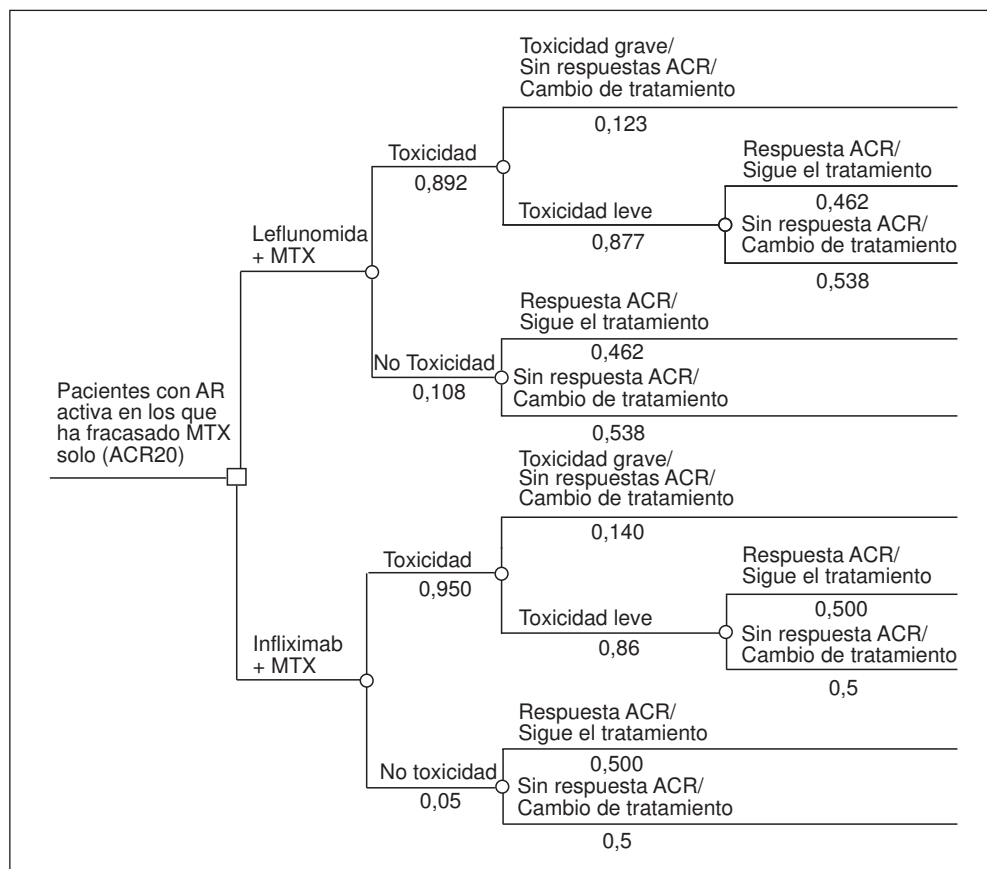 Pacientes con AR
activa en los que
ha fracasado MTX
solo (ACR20)
Leflunomida
+ MTX
Toxicidad
0,892
Toxicidad grave/
Sin respuestas ACR/
Cambio de tratamiento
0,123
Toxicidad leve
0,877
Respuesta ACR/
Sigue el tratamiento
0,462
Sin respuesta ACR/
Cambio de tratamiento
0,538
No Toxicidad
0,108
Respuesta ACR/
Sigue el tratamiento
0,462
Sin respuesta ACR/
Cambio de tratamiento
0,538
Infliximab
+ MTX
Toxicidad
0,950
Toxicidad grave/
Sin respuestas ACR/
Cambio de tratamiento
0,140
Toxicidad leve
0,86
Respuesta ACR/
Sigue el tratamiento
0,500
Sin respuesta ACR/
Cambio de tratamiento
0,5
No toxicidad
0,05
Respuesta ACR/
Sigue el tratamiento
0,500
Sin respuesta ACR/
Cambio de tratamiento
0,5